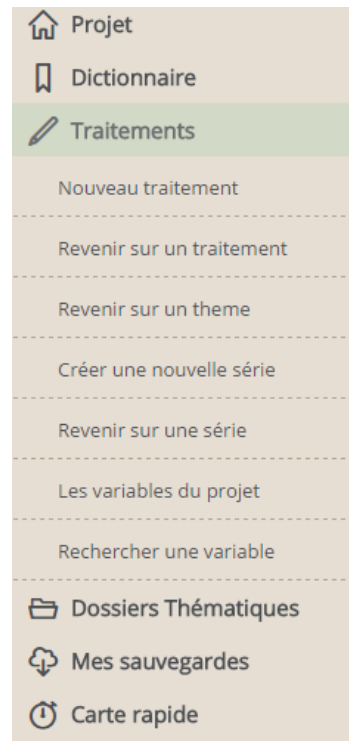 Projet
Dictionnaire
Traitements
Nouveau traitement
Revenir sur un traitement
Revenir sur un theme
Créer une nouvelle série
Revenir sur une série
Les variables du projet
Rechercher une variable
Dossiers Thématiques
Mes sauvegardes
Carte rapide